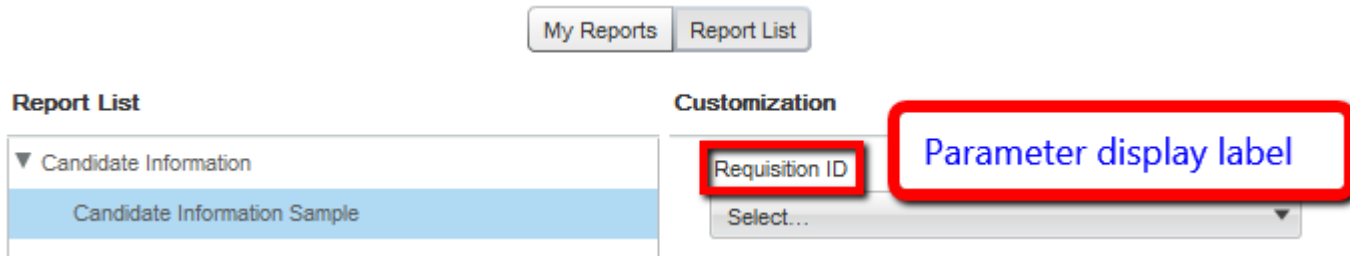 My Reports Report List
Report List
Customization
Candidate Information
Requisition ID
Parameter display label
Candidate Information Sample
Select...